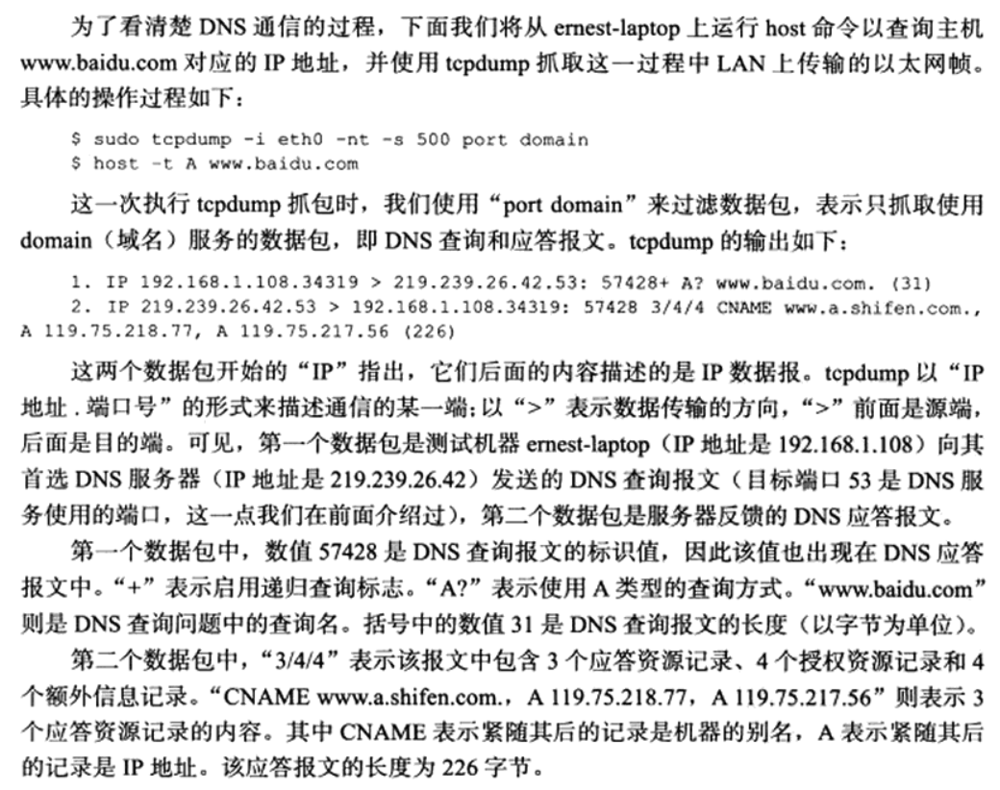 为了看清楚 DNS 通信的过程，下面我们将从 ernest-laptop 上运行 host 命令以查询主机
www.baidu.com 对应的 IP 地址，并使用 tcpdump 抓取这一过程中 LAN 上传输的以太网帧。
具体的操作过程如下：
$ sudo tcpdump -i eth0 -nt -s 500 port domain
$ host -t A www.baidu.com
这一次执行 tcpdump 抓包时，我们使用“port domain”来过滤数据包，表示只抓取使用
domain（域名）服务的数据包，即 DNS 查询和应答报文。tcpdump 的输出如下：
1. IP 192.168.1.108.34319 > 219.239.26.42.53: 57428+ A? www.baidu.com. (31)
2. IP 219.239.26.42.53 > 192.168.1.108.34319: 57428 3/4/4 CNAME www.a.shifen.com.,
A 119.75.218.77, A 119.75.217.56 (226)
这两个数据包开始的“IP”指出，它们后面的内容描述的是 IP 数据报。tcpdump 以“IP
地址 . 端口号”的形式来描述通信的某一端；以“>”表示数据传输的方向，“>”前面是源端，
后面是目的端。可见，第一个数据包是测试机器 ernest-laptop（IP 地址是 192.168.1.108）向其
首选 DNS 服务器（IP 地址是 219.239.26.42）发送的 DNS 查询报文（目标端口 53 是 DNS 服
务使用的端口，这一点我们在前面介绍过），第二个数据包是服务器反馈的 DNS 应答报文。
第一个数据包中，数值 57428 是 DNS 查询报文的标识值，因此该值也出现在 DNS 应答
报文中。“+”表示启用递归查询标志。“A?”表示使用 A 类型的查询方式。“www.baidu.com”
则是 DNS 查询问题中的查询名。括号中的数值 31 是 DNS 查询报文的长度（以字节为单位）。
第二个数据包中，“3/4/4”表示该报文中包含 3 个应答资源记录、4 个授权资源记录和 4
个额外信息记录。“CNAME www.a.shifen.com.，A 119.75.218.77，A 119.75.217.56”则表示 3
个应答资源记录的内容。其中 CNAME 表示紧随其后的记录是机器的别名，A 表示紧随其后
的记录是 IP 地址。该应答报文的长度为 226 字节。